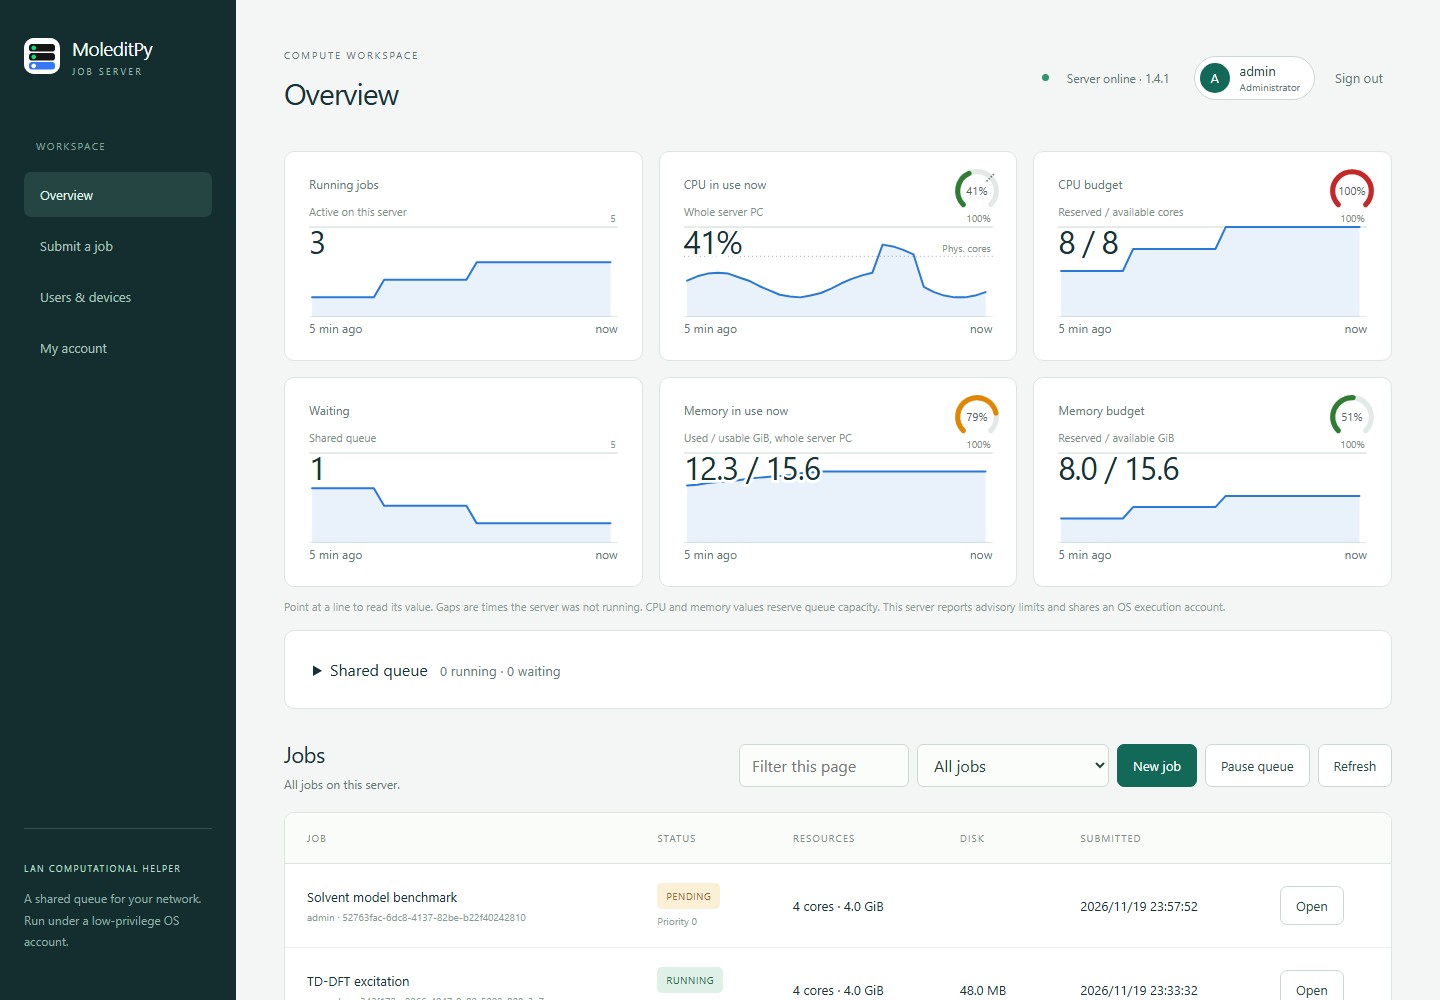 MoleditPy
JOB SERVER
WORKSPACE
Overview
Submit a job
Users & devices
My account
LAN COMPUTATIONAL HELPER
A shared queue for your network.
Run under a low-privilege OS
account.
COMPUTE WORKSPACE
Overview
Server online · 1.4.1
A
admin
Administrator
Sign out
Running jobs
Active on this server
5
3
5 min ago
now
CPU in use now
41%
Whole server PC
100%
41%
Phys. cores
5 min ago
now
CPU budget
100%
Reserved / available cores
100%
8 / 8
5 min ago
now
Waiting
Shared queue
5
1
5 min ago
now
Memory in use now
79%
Used / usable GiB, whole server PC
100%
12.3 / 15.6
5 min ago
now
Memory budget
51%
Reserved / available GiB
100%
8.0 / 15.6
5 min ago
now
Point at a line to read its value. Gaps are times the server was not running. CPU and memory values reserve queue capacity. This server reports advisory limits and shares an OS execution account.
Shared queue 0 running · 0 waiting
Jobs
All jobs on this server.
Filter this page
All jobs
New job
Pause queue
Refresh
JOB STATUS RESOURCES DISK SUBMITTED
Solvent model benchmark
admin · 52763fac-6dc8-4137-82be-b22f40242810
PENDING
Priority 0
4 cores · 4.0 GiB
2026/11/19 23:57:52
Open
TD-DFT excitation
RUNNING
4 cores · 4.0 GiB
48.0 MB
2026/11/19 23:33:32
Open